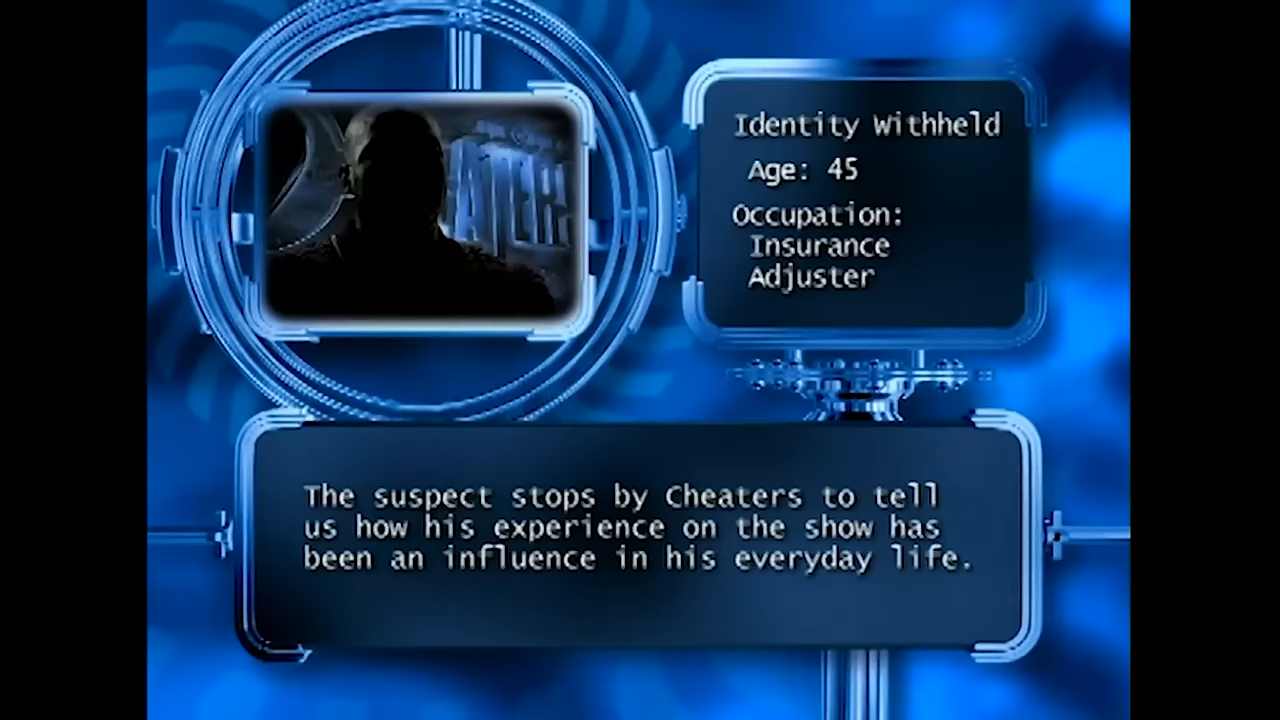 ATER
Identity Withheld
Age: 45
Occupation:
Insurance
Adjuster
The suspect stops by Cheaters to tell
us how his experience on the show has
been an influence in his everyday life.